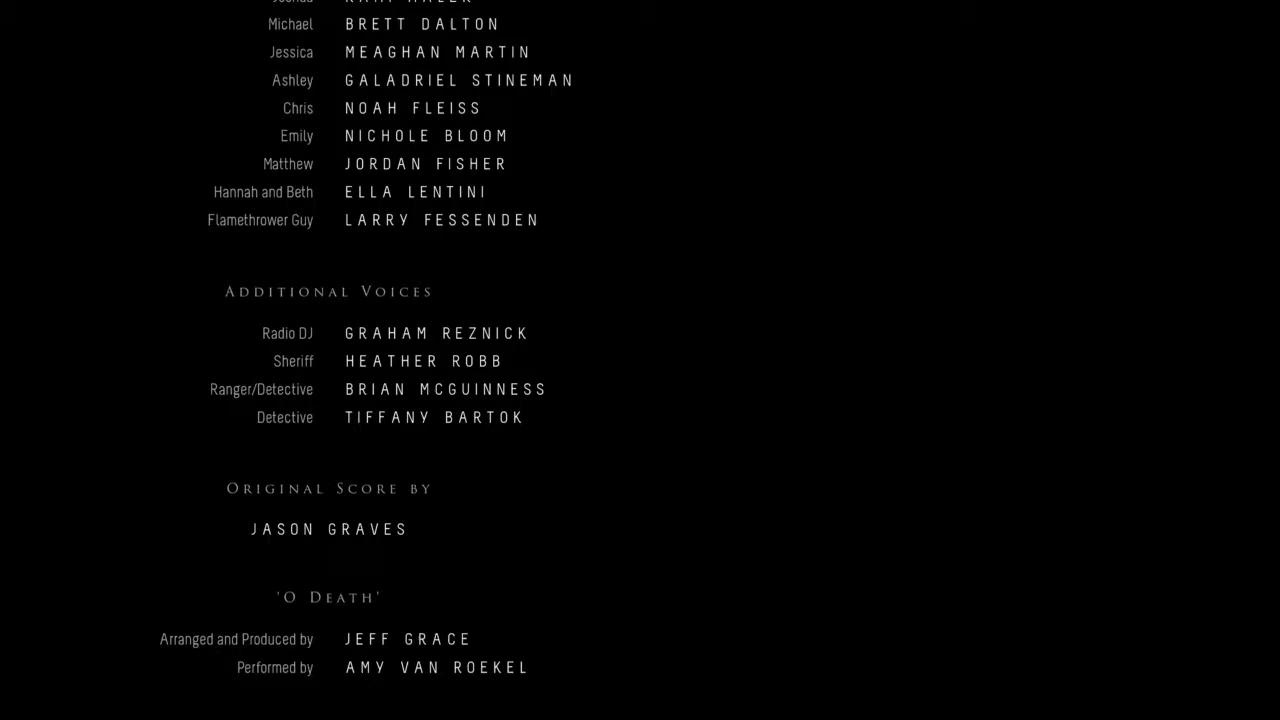 Joshua RAMI MALEK
Michael BRETT DALTON
Jessica MEAGHAN MARTIN
Ashley GALADRIEL STINEMAN
Chris NOAH FLEISS
Emily NICHOLE BLOOM
Matthew JORDAN FISHER
Hannah and Beth ELLA LENTINI
Flamethrower Guy LARRY FESSENDEN
ADDITIONAL VOICES
Radio DJ GRAHAM REZNICK
Sheriff HEATHER ROBB
Ranger/Detective BRIAN MCGUINNESS
Detective TIFFANY BARTOK
ORIGINAL SCORE BY
JASON GRAVES
'O DEATH'
Arranged and Produced by JEFF GRACE
Performed by AMY VAN ROEKEL